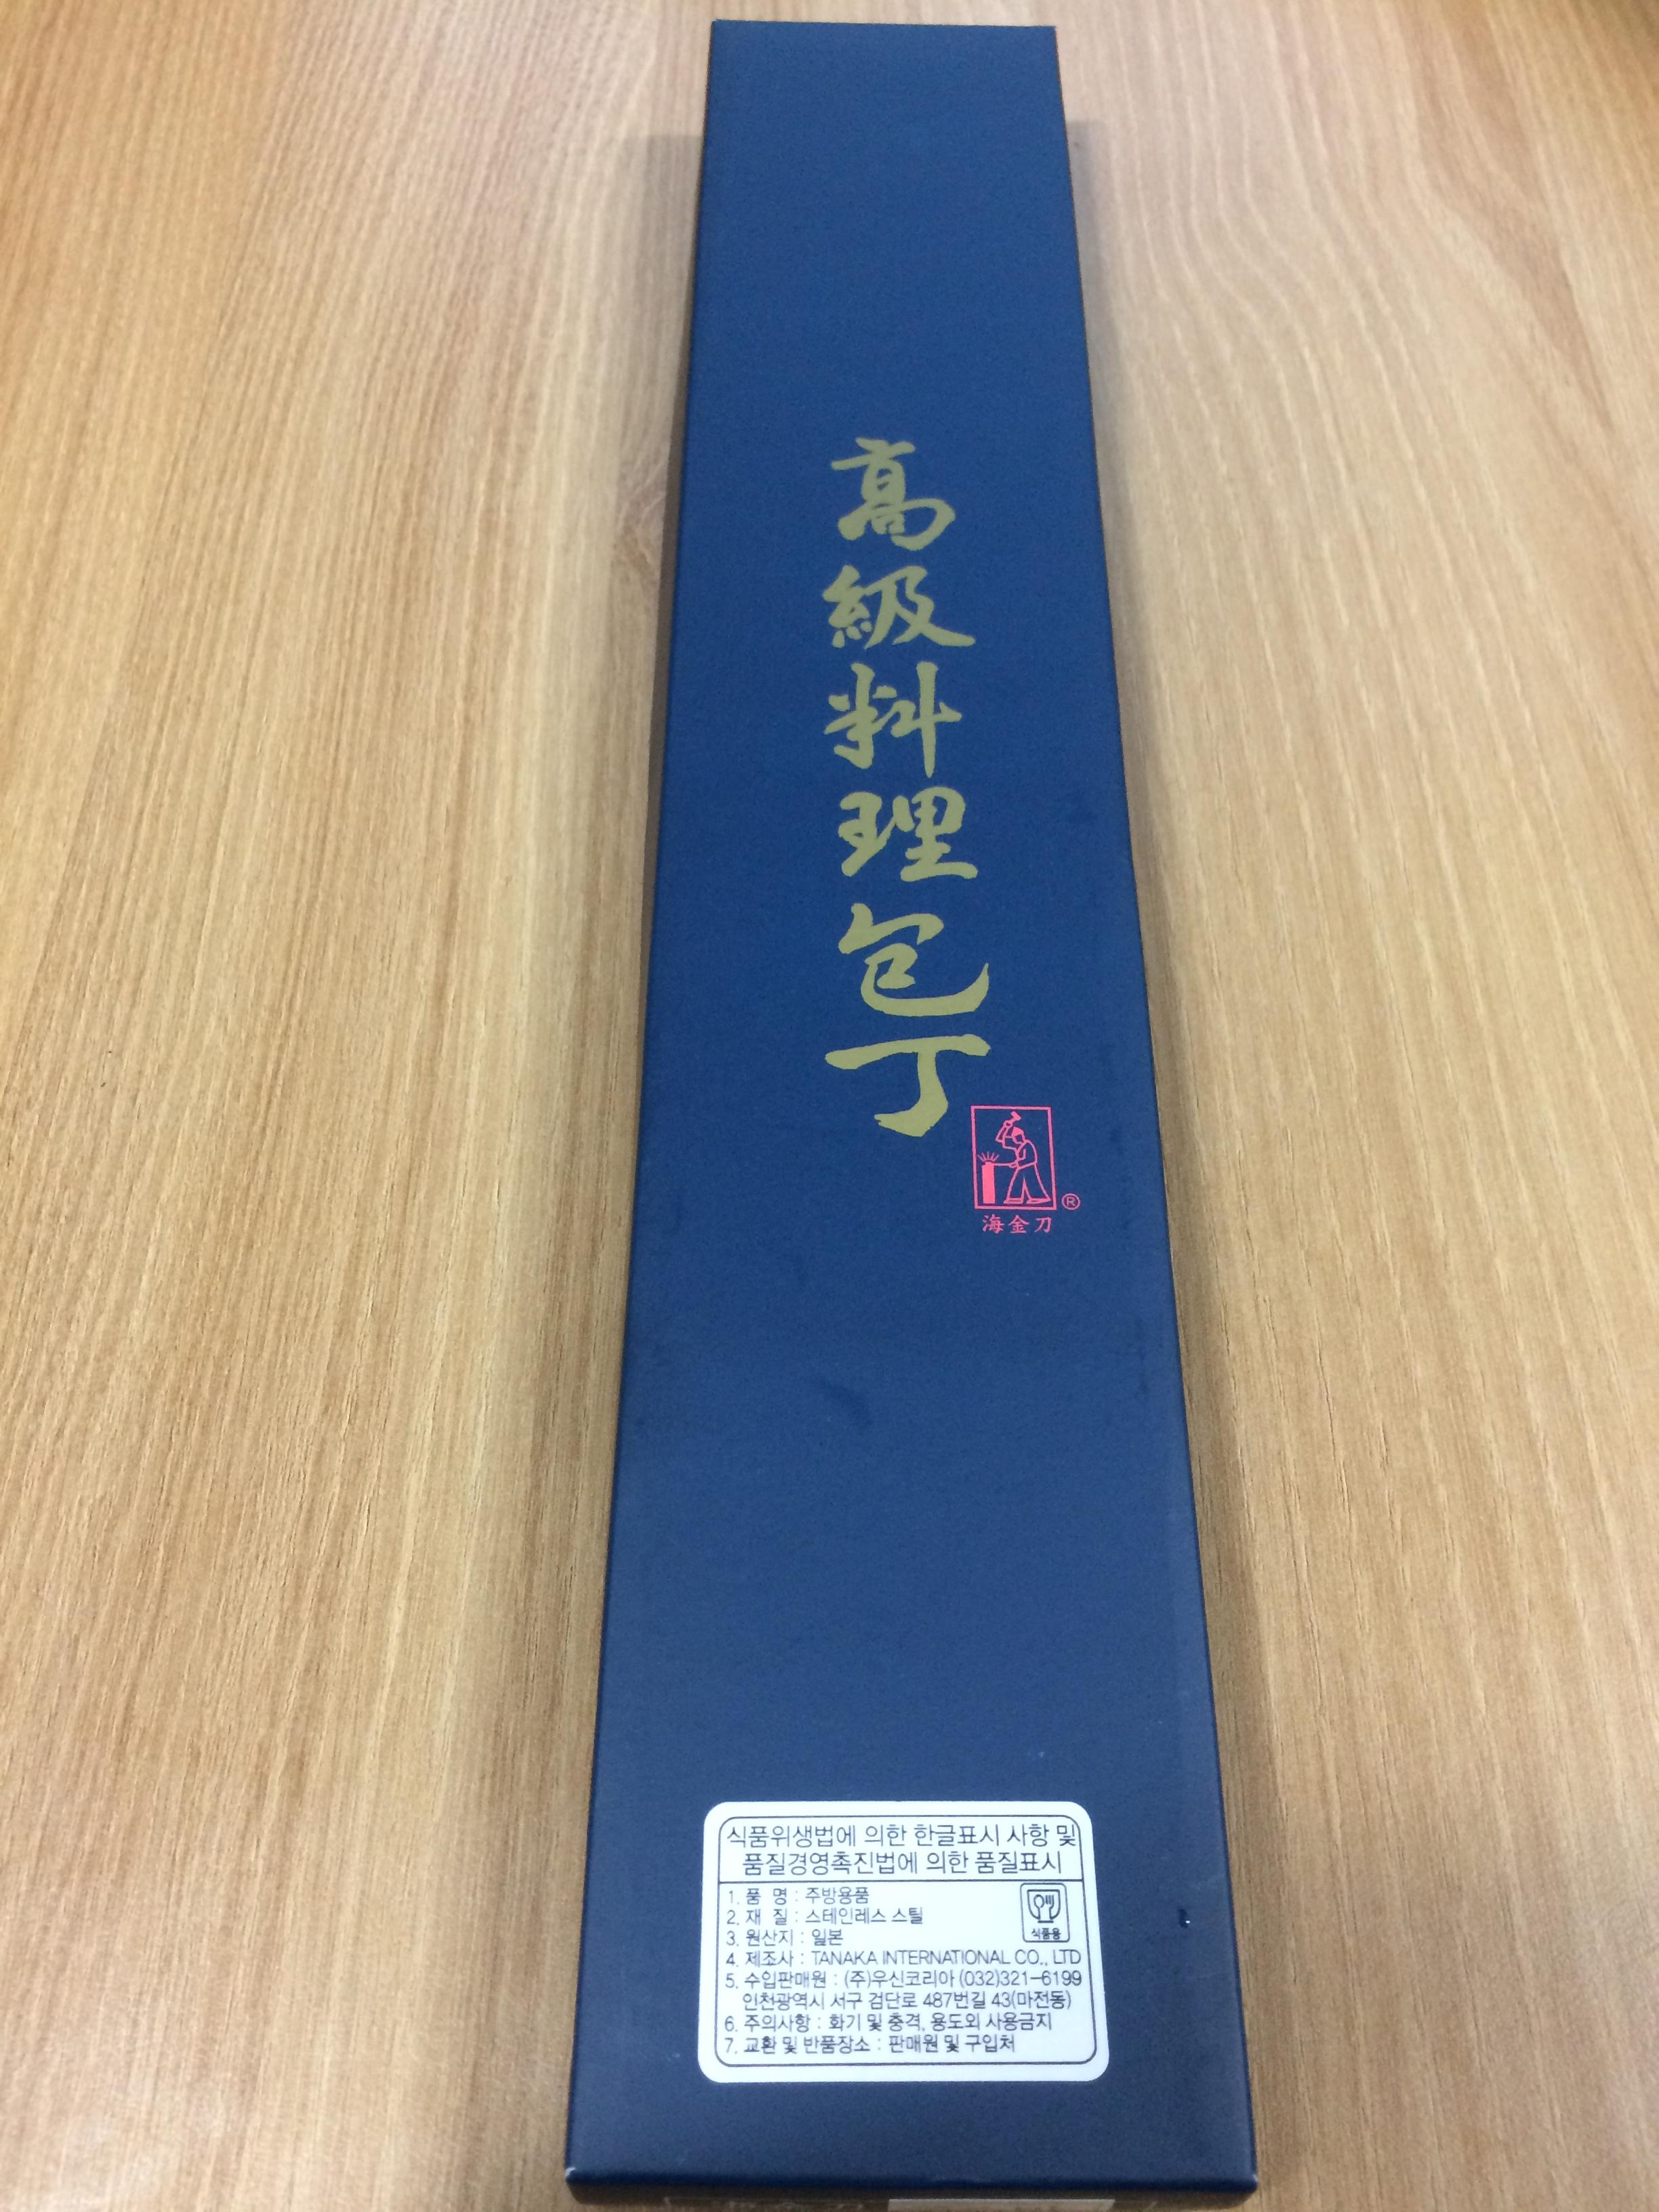 高級料理包丁
®
海金刀
식품위생법에 의한 한글표시 사항 및
품질경영촉진법에 의한 품질표시
1. 품 명 : 주방용품
2. 재 질 : 스테인레스 스틸
식품용
3. 원산지 : 일본
4. 제조사 : TANAKA INTERNATIONAL CO., LTD
5. 수입판매원 : (주)우신코리아 (032)321-6199
인천광역시 서구 검단로 487번길 43(마전동)
6. 주의사항 : 화기 및 충격, 용도외 사용금지
7. 교환 및 반품장소 : 판매원 및 구입처